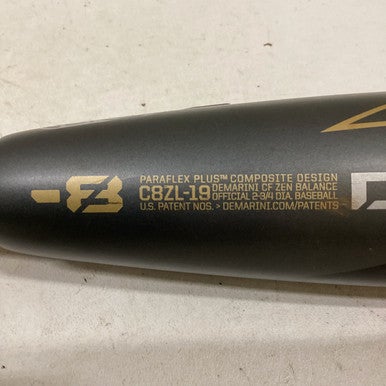 -8
PARAFLEX PLUS™ COMPOSITE DESIGN
C8ZL-19
DEMARINI CF ZEN BALANCE
OFFICIAL 2-3/4 DIA. BASEBALL
U.S. PATENT NOS. > DEMARINI.COM/PATENTS